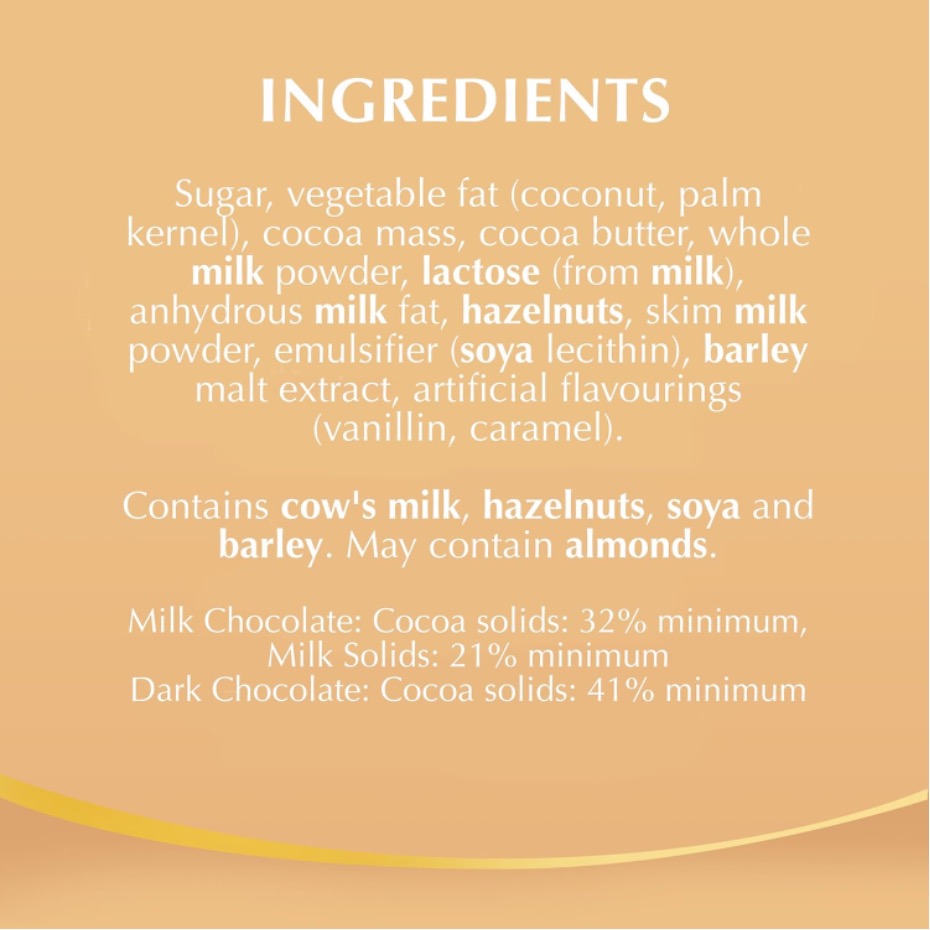 INGREDIENTS
Sugar, vegetable fat (coconut, palm
kernel), cocoa mass, cocoa butter, whole
milk powder, lactose (from milk),
anhydrous milk fat, hazelnuts, skim milk
powder, emulsifier (soya lecithin), barley
malt extract, artificial flavourings
(vanillin, caramel).
Contains cow's milk, hazelnuts, soya and
barley. May contain almonds.
Milk Chocolate: Cocoa solids: 32% minimum,
Milk Solids: 21% minimum
Dark Chocolate: Cocoa solids: 41% minimum